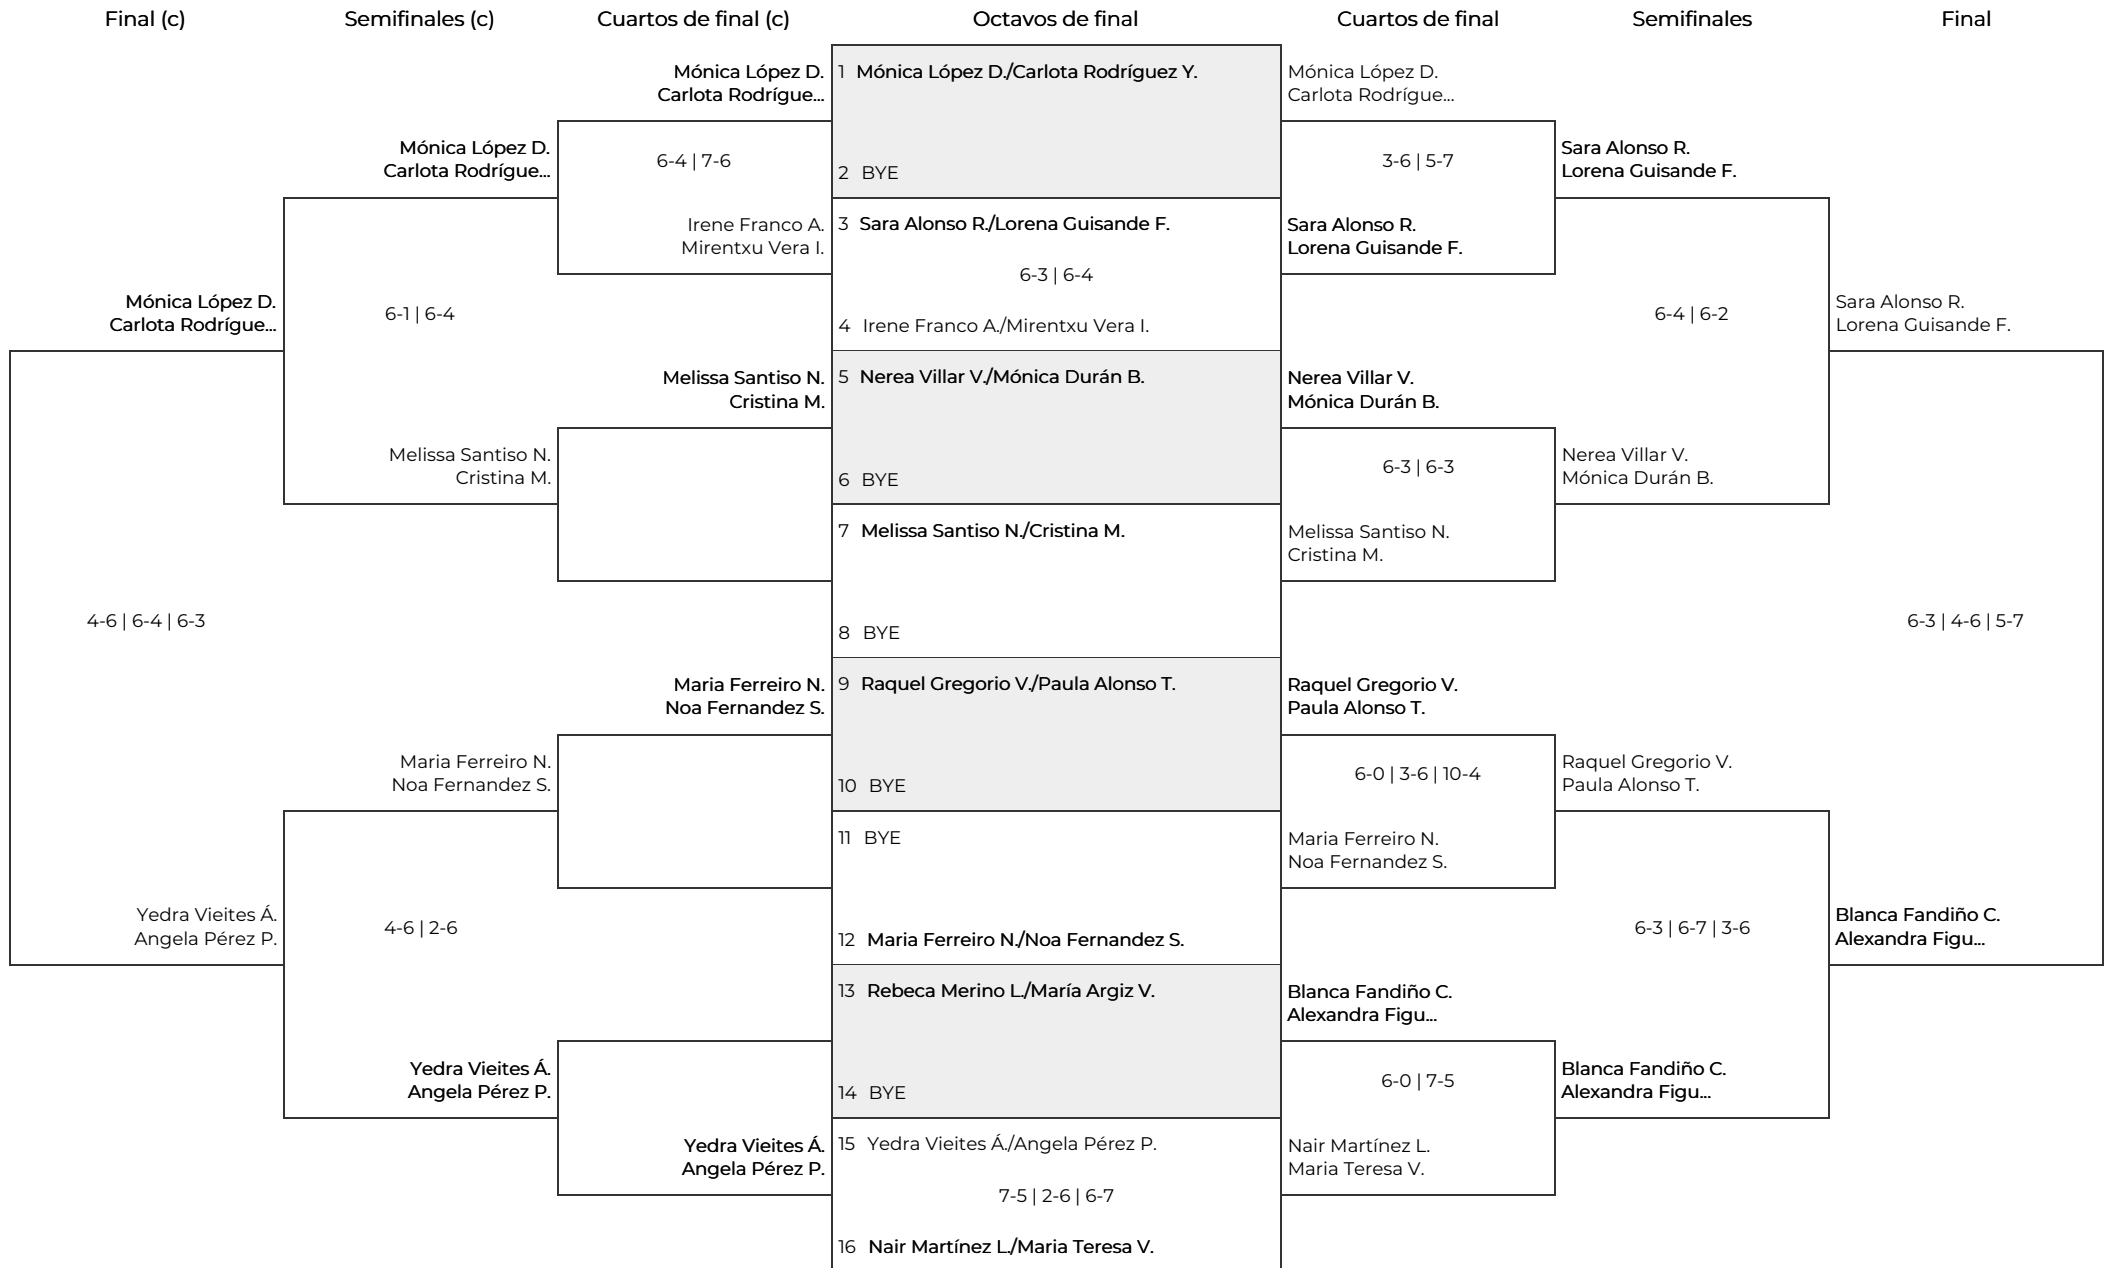 Final (c)
Semifinales (c)
Cuartos de final (c)
Octavos de final
Cuartos de final
Semifinales
Final
Mónica López D.
Carlota Rodrígue...
6-4 | 7-6
Irene Franco A.
Mirentxu Vera I.
Mónica López D.
Carlota Rodrígue...
6-1 | 6-4
Melissa Santiso N.
Cristina M.
Mónica López D.
Carlota Rodrígue...
4-6 | 6-4 | 6-3
Yedra Vieites Á.
Angela Pérez P.
Melissa Santiso N.
Cristina M.
Maria Ferreiro N.
Noa Fernandez S.
Maria Ferreiro N.
Noa Fernandez S.
4-6 | 2-6
Yedra Vieites Á.
Angela Pérez P.
Yedra Vieites Á.
Angela Pérez P.
1 Mónica López D./Carlota Rodríguez Y.
2 BYE
3 Sara Alonso R./Lorena Guisande F.
6-3 | 6-4
4 Irene Franco A./Mirentxu Vera I.
5 Nerea Villar V./Mónica Durán B.
6 BYE
7 Melissa Santiso N./Cristina M.
8 BYE
9 Raquel Gregorio V./Paula Alonso T.
10 BYE
11 BYE
12 Maria Ferreiro N./Noa Fernandez S.
13 Rebeca Merino L./María Argiz V.
14 BYE
15 Yedra Vieites Á./Angela Pérez P.
7-5 | 2-6 | 6-7
16 Nair Martínez L./Maria Teresa V.
Mónica López D.
Carlota Rodrígue...
3-6 | 5-7
Sara Alonso R.
Lorena Guisande F.
Nerea Villar V.
Mónica Durán B.
6-3 | 6-3
Melissa Santiso N.
Cristina M.
Raquel Gregorio V.
Paula Alonso T.
6-0 | 3-6 | 10-4
Maria Ferreiro N.
Noa Fernandez S.
Blanca Fandiño C.
Alexandra Figu...
6-0 | 7-5
Nair Martínez L.
Maria Teresa V.
Sara Alonso R.
Lorena Guisande F.
6-4 | 6-2
Nerea Villar V.
Mónica Durán B.
Raquel Gregorio V.
Paula Alonso T.
6-3 | 6-7 | 3-6
Blanca Fandiño C.
Alexandra Figu...
Sara Alonso R.
Lorena Guisande F.
6-3 | 4-6 | 5-7
Blanca Fandiño C.
Alexandra Figu...